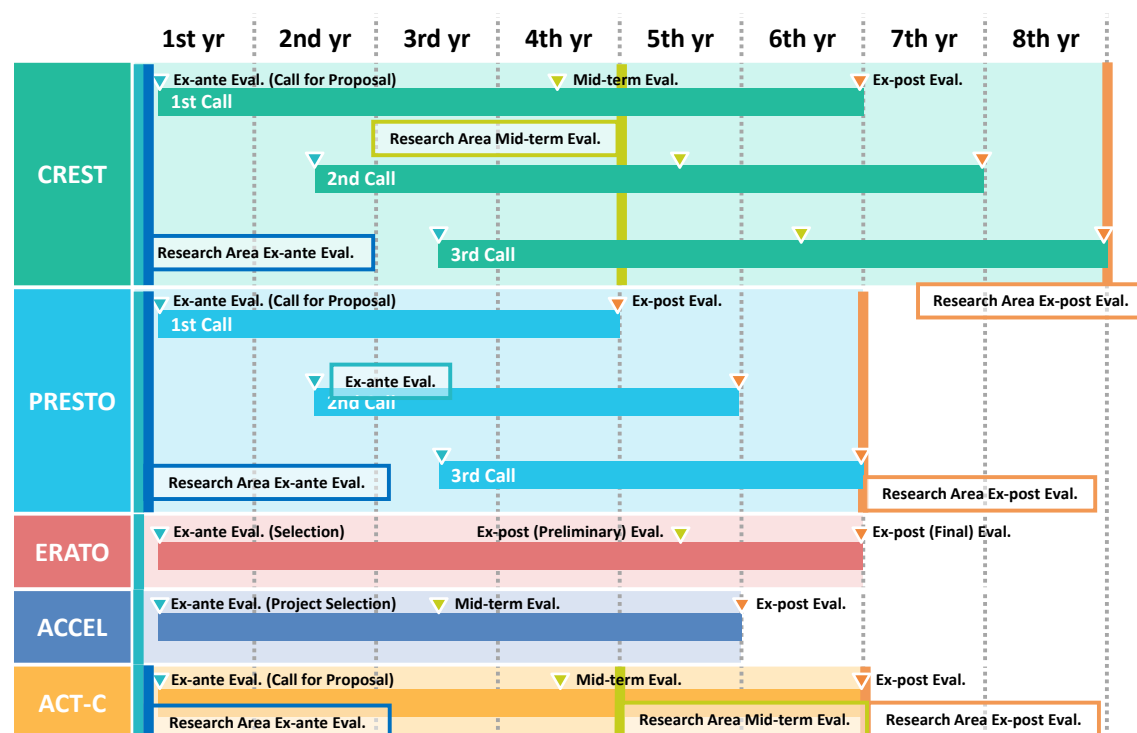 1st yr 2nd yr 3rd yr 4th yr 5th yr 6th yr 7th yr 8th yr
CREST
Ex-ante Eval. (Call for Proposal) Mid-term Eval. Ex-post Eval.
1st Call
Research Area Mid-term Eval.
2nd Call
Research Area Ex-ante Eval.
3rd Call
Research Area Ex-post Eval.
PRESTO
Ex-ante Eval. (Call for Proposal) Ex-post Eval.
1st Call
Ex-ante Eval.
2nd Call
3rd Call
Research Area Ex-ante Eval.
Research Area Ex-post Eval.
ERATO
Ex-ante Eval. (Selection) Ex-post (Preliminary) Eval. Ex-post (Final) Eval.
ACCEL
Ex-ante Eval. (Project Selection) Mid-term Eval. Ex-post Eval.
ACT-C
Ex-ante Eval. (Call for Proposal) Mid-term Eval. Ex-post Eval.
Research Area Ex-ante Eval. Research Area Mid-term Eval. Research Area Ex-post Eval.